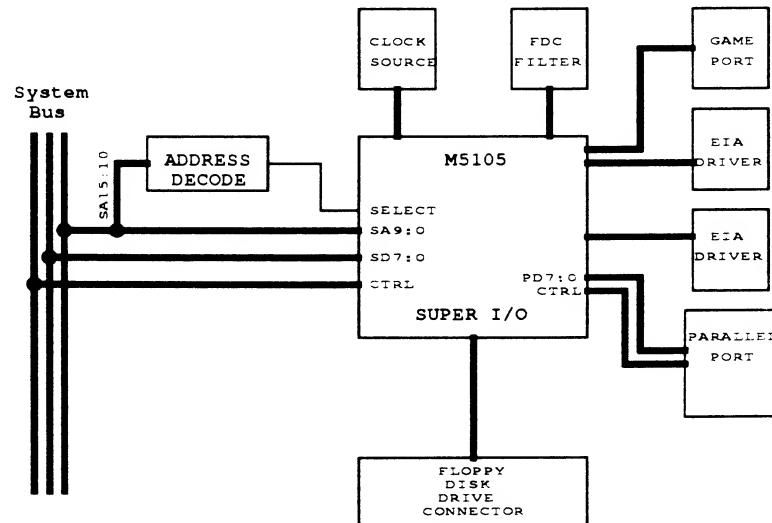 CLOCK
SOURCE
FDC
FILTER
GAME
PORT
System
Bus
SA15:10
ADDRESS
DECODE
M5105
EIA
DRIVER
SELECT
SA9:0
SD7:0
CTRL
EIA
DRIVER
PD7:0
CTRL
SUPER I/O
PARALLEL
PORT
FLOPPY
DISK
DRIVE
CONNECTOR